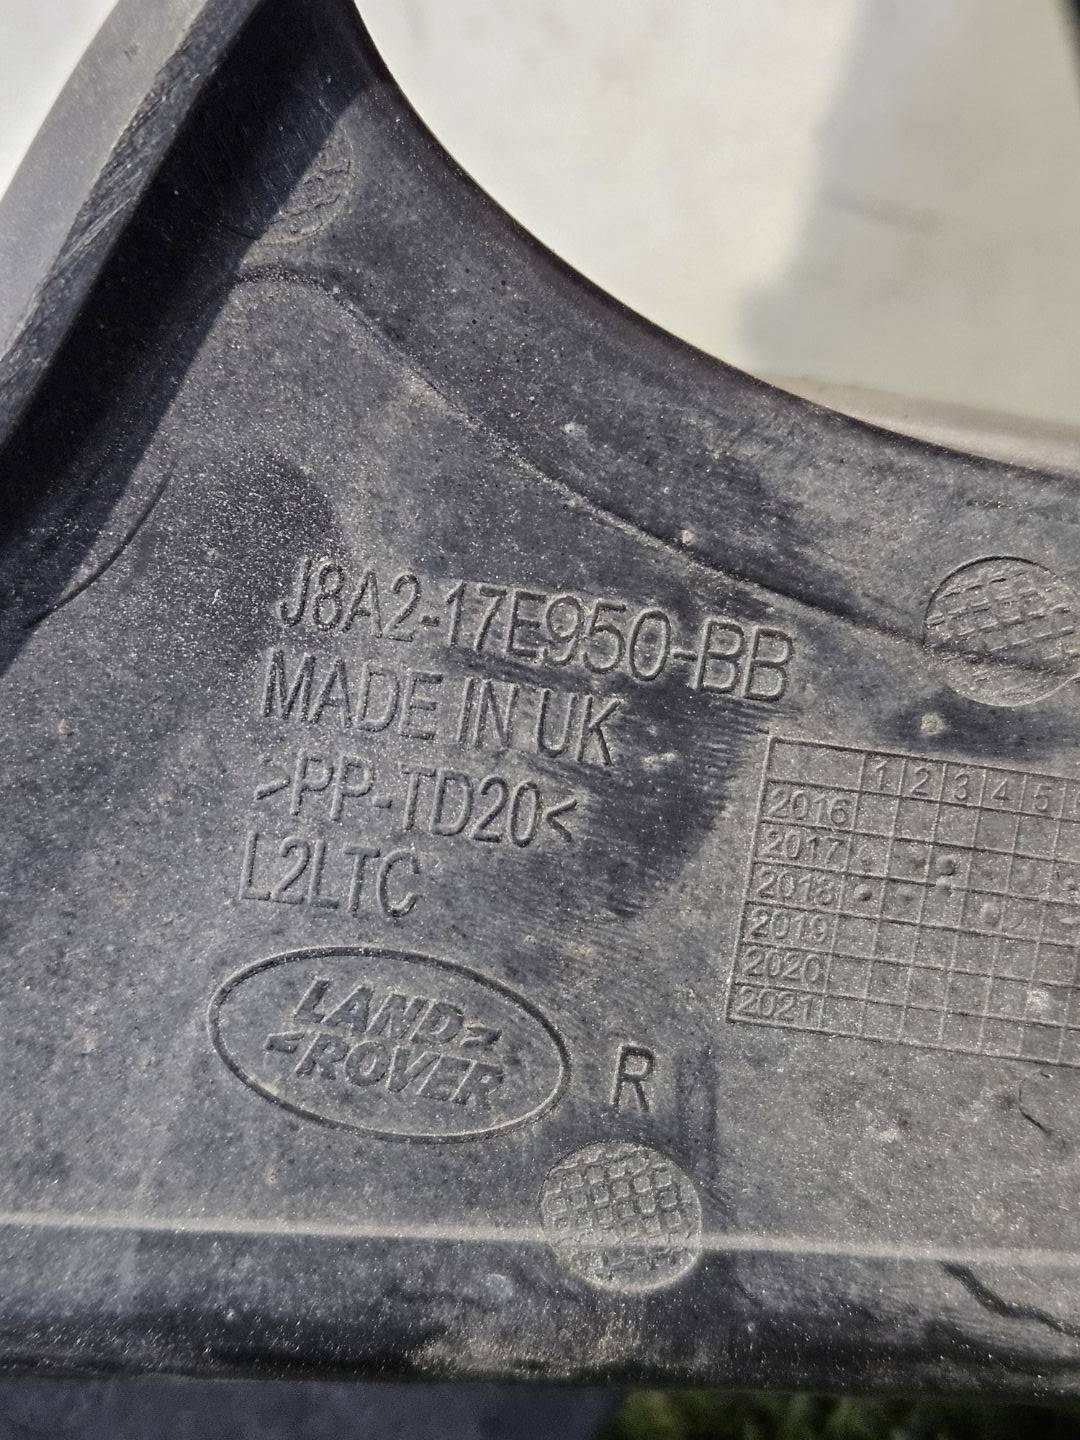 J8A2-17E950-BB
MADE IN UK
>PP-TD20<
L2LTC
LAND
ROVER
R
1 2 3 4 5
2016
2017
2018
2019
2020
2021